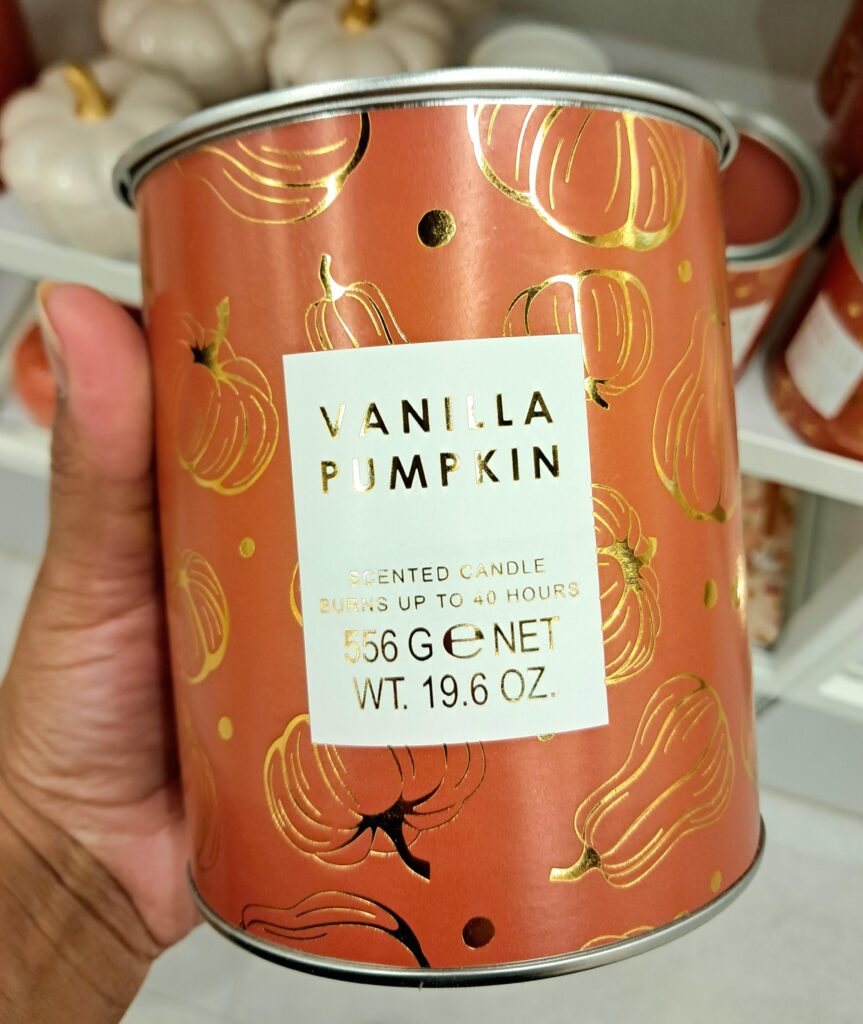 VANILLA
PUMPKIN
SCENTED CANDLE
BURNS UP TO 40 HOURS
556 G ℮ NET
WT. 19.6 OZ.